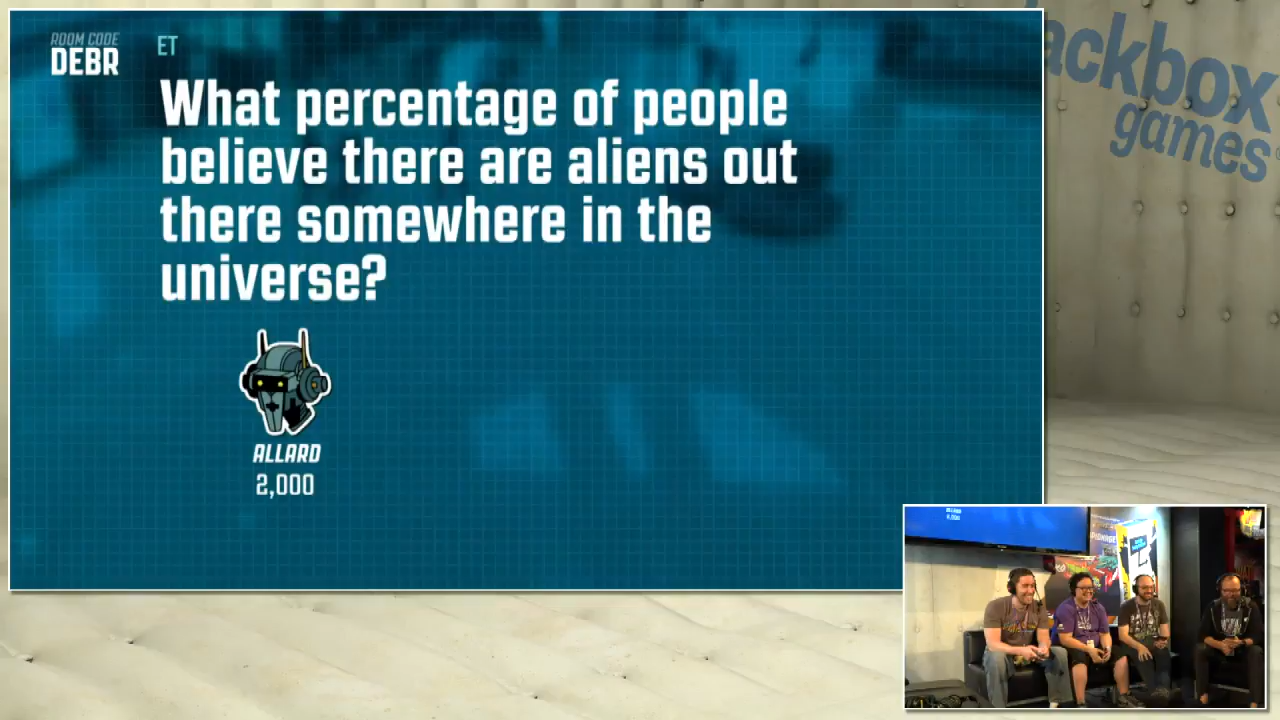 ROOM CODE
DEBR
ET
What percentage of people
believe there are aliens out
there somewhere in the
universe?
ALLARD
2,000
ackbox
games